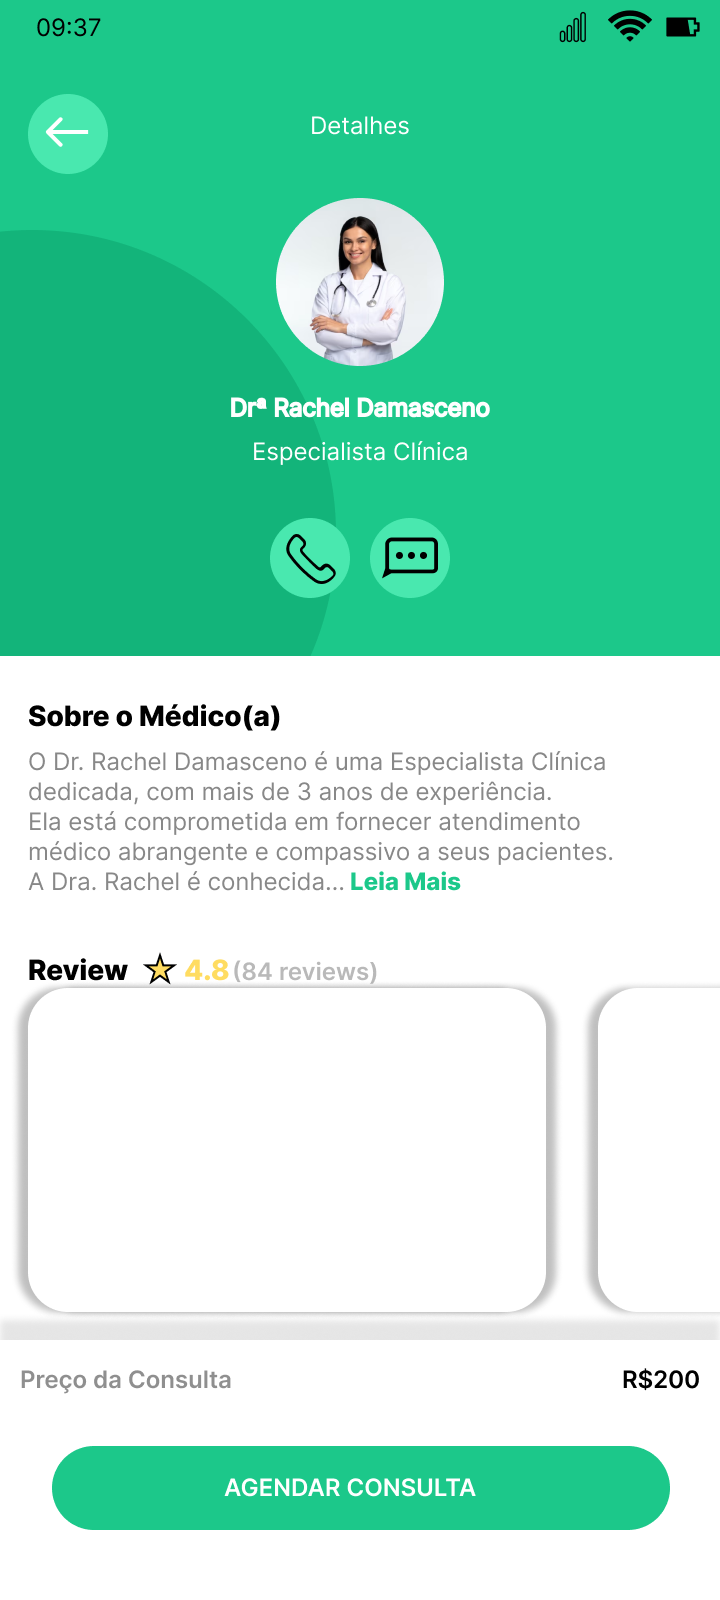 09:37
Detalhes
Drª Rachel Damasceno
Especialista Clínica
Sobre o Médico(a)
O Dr. Rachel Damasceno é uma Especialista Clínica
dedicada, com mais de 3 anos de experiência.
Ela está comprometida em fornecer atendimento
médico abrangente e compassivo a seus pacientes.
A Dra. Rachel é conhecida... Leia Mais
Review 4.8 (84 reviews)
Preço da Consulta R$200
AGENDAR CONSULTA